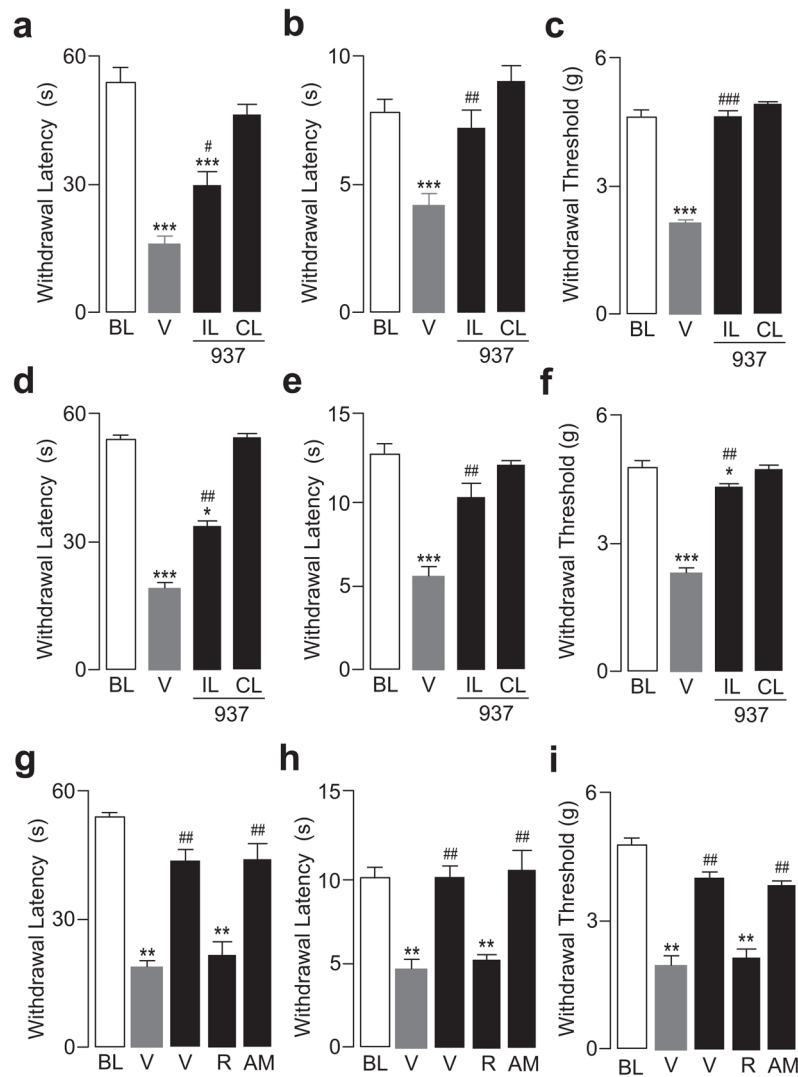 a
Withdrawal Latency (s)
60
30
0
#
***
***
BL V IL CL
937
b
Withdrawal Latency (s)
10
5
0
##
***
BL V IL CL
937
c
Withdrawal Threshold (g)
6
3
0
###
***
BL V IL CL
937
d
Withdrawal Latency (s)
60
30
0
##
*
***
BL V IL CL
937
e
Withdrawal Latency (s)
15
10
5
0
##
***
BL V IL CL
937
f
Withdrawal Threshold (g)
6
3
0
##
*
***
BL V IL CL
937
g
Withdrawal Latency (s)
60
30
0
## ##
** **
BL V V R AM
h
Withdrawal Latency (s)
15
10
5
0
## ##
** **
BL V V R AM
i
Withdrawal Threshold (g)
6
3
0
## ##
** **
BL V V R AM